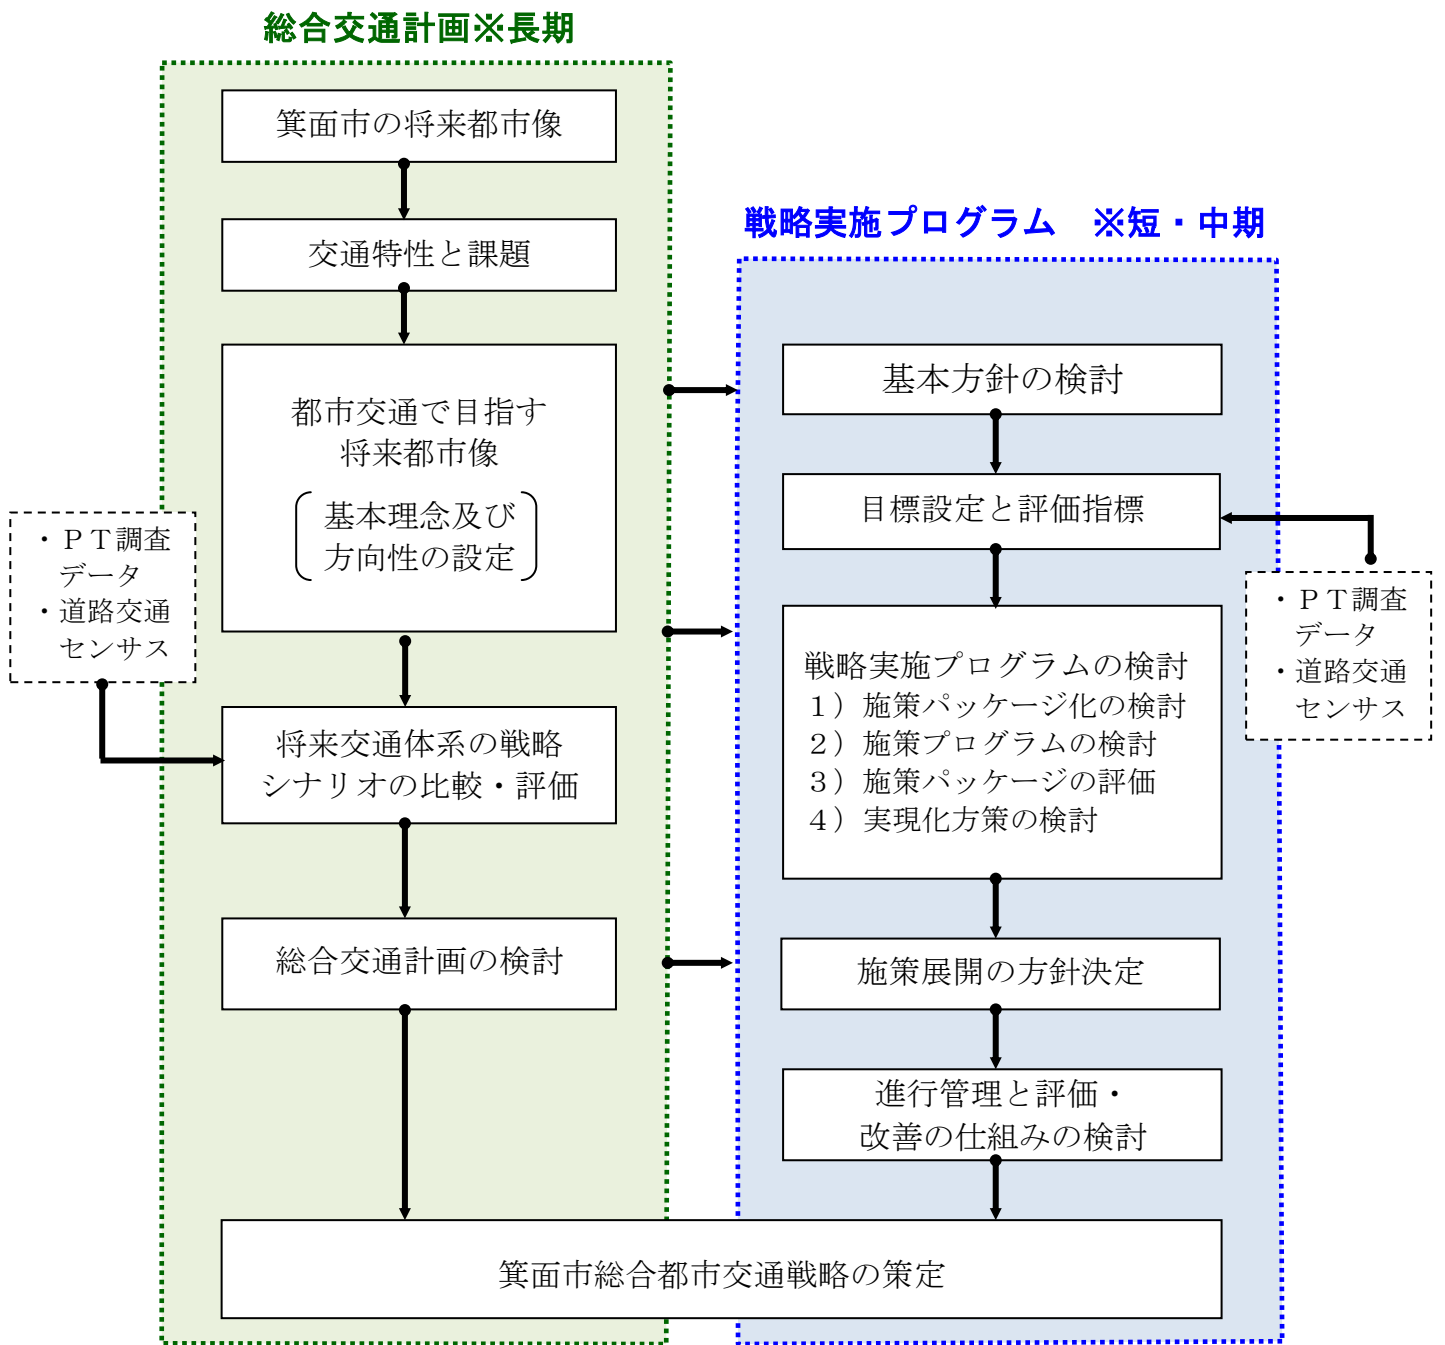 総合交通計画※長期
箕面市の将来都市像
交通特性と課題
都市交通で目指す
将来都市像
基本理念及び
方向性の設定
・ＰＴ調査
データ
・道路交通
センサス
将来交通体系の戦略
シナリオの比較・評価
総合交通計画の検討
戦略実施プログラム　※短・中期
基本方針の検討
目標設定と評価指標
・ＰＴ調査
データ
・道路交通
センサス
戦略実施プログラムの検討
１）施策パッケージ化の検討
２）施策プログラムの検討
３）施策パッケージの評価
４）実現化方策の検討
施策展開の方針決定
進行管理と評価・
改善の仕組みの検討
箕面市総合都市交通戦略の策定